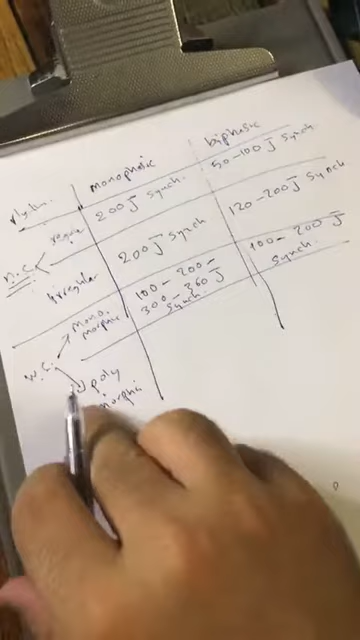 Rhythm monophasic biphasic
regular 200 J synch. 50-100 J synch.
n.C.
Irregular 200 J synch 120-200J synch
W.C. Mono 100-200- 100-200 J
morphic 300-360 J synch.
synch.
poly
morphic